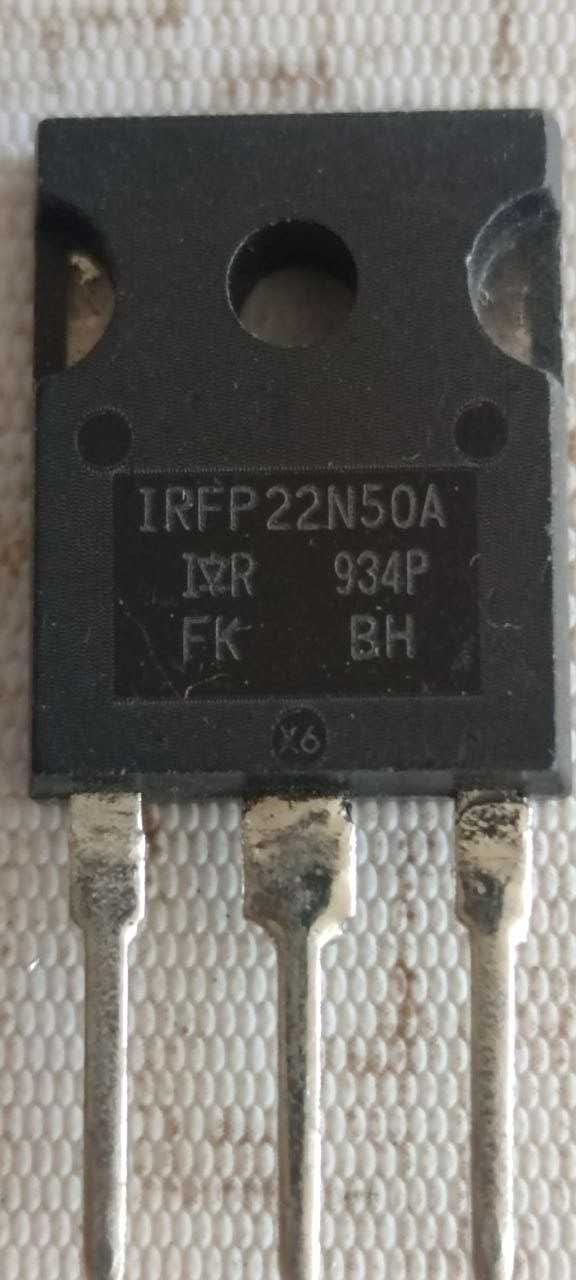 IRFP22N50A
IR 934P
FK BH
X6